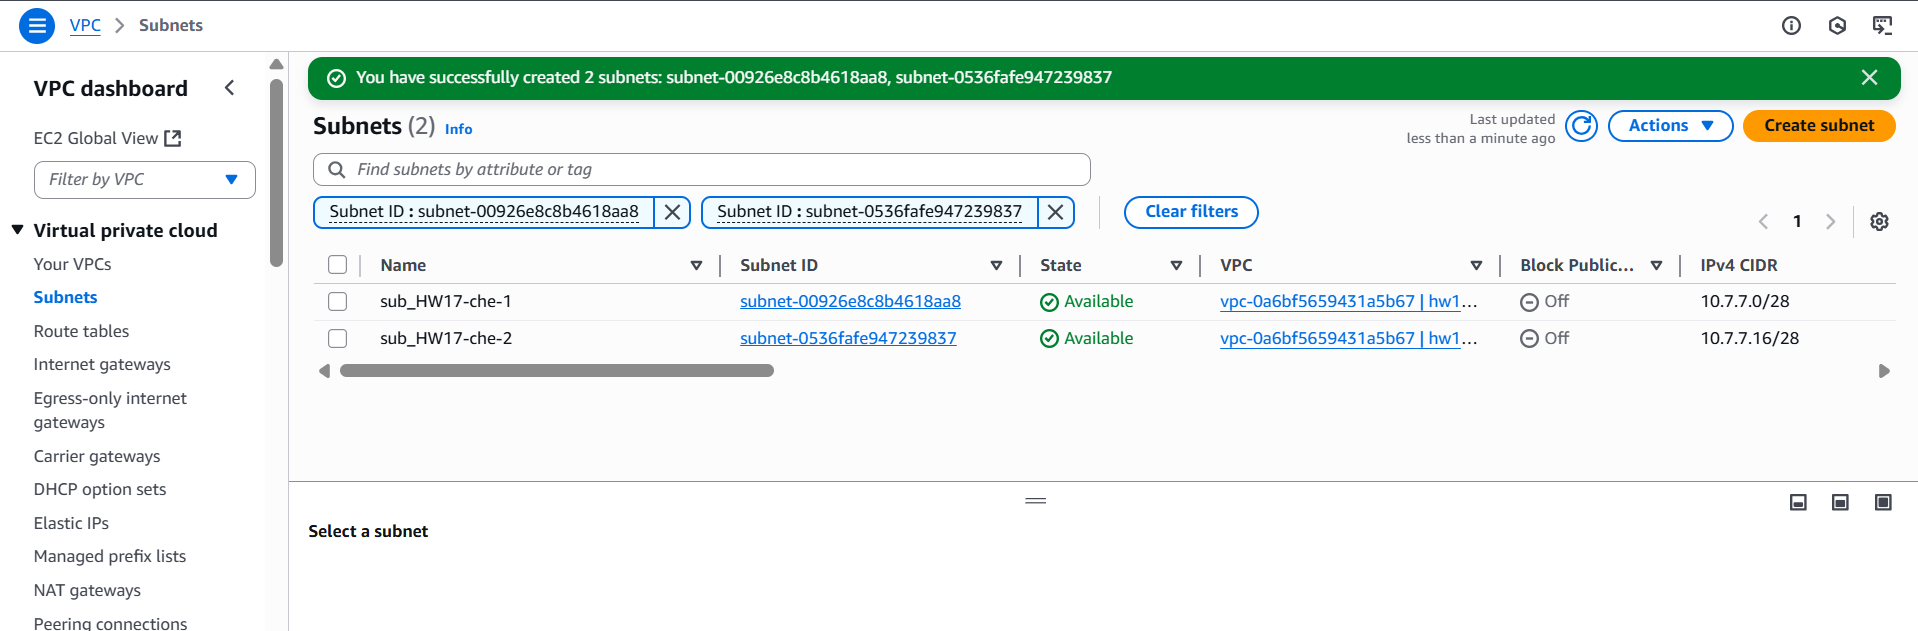 VPC > Subnets
VPC dashboard
EC2 Global View
Filter by VPC
Virtual private cloud
Your VPCs
Subnets
Route tables
Internet gateways
Egress-only internet
gateways
Carrier gateways
DHCP option sets
Elastic IPs
Managed prefix lists
NAT gateways
Peering connections
You have successfully created 2 subnets: subnet-00926e8c8b4618aa8, subnet-0536fafe947239837
Subnets (2) Info
Last updated
less than a minute ago
Actions
Create subnet
Find subnets by attribute or tag
Subnet ID : subnet-00926e8c8b4618aa8
Subnet ID : subnet-0536fafe947239837
Clear filters
1
Name Subnet ID State VPC Block Public... IPv4 CIDR
sub_HW17-che-1 subnet-00926e8c8b4618aa8 Available vpc-0a6bf5659431a5b67 | hw1... Off 10.7.7.0/28
sub_HW17-che-2 subnet-0536fafe947239837 Available vpc-0a6bf5659431a5b67 | hw1... Off 10.7.7.16/28
Select a subnet